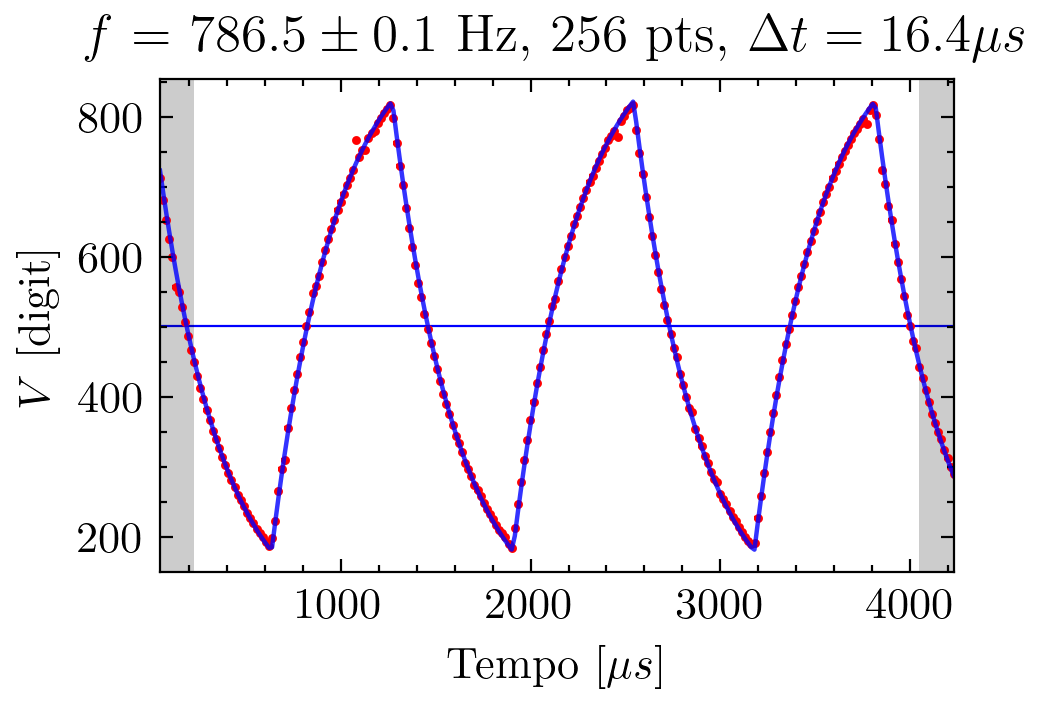 f = 786.5 ± 0.1 Hz, 256 pts, Δt = 16.4μs
800
600
400
200
V [digit]
1000 2000 3000 4000
Tempo [μs]